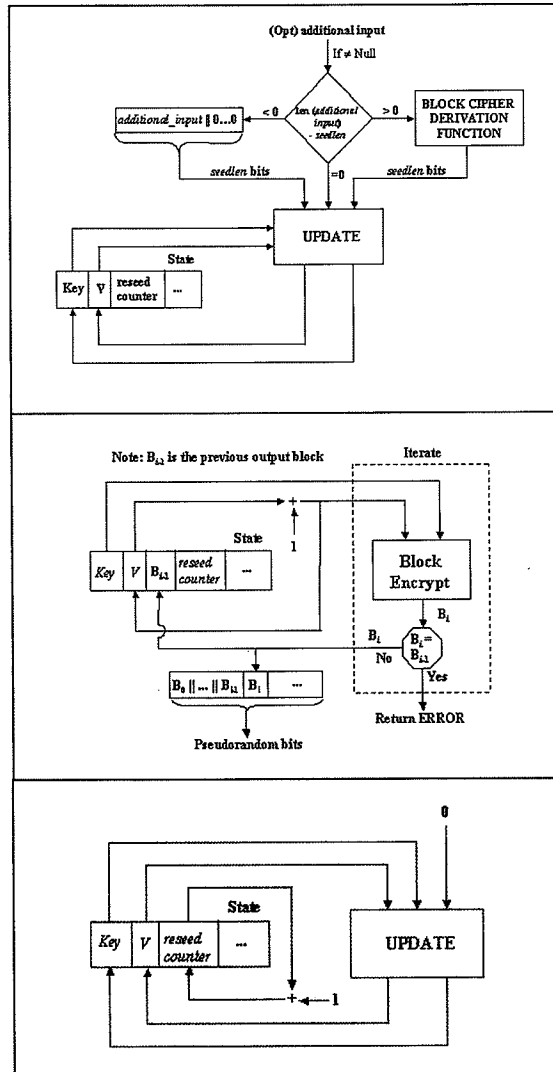 (Opt) additional input
If ≠ Null
< 0
Len (additional input) - seedlen
> 0
=0
additional_input || 0...0
BLOCK CIPHER
DERIVATION
FUNCTION
seedlen bits
seedlen bits
UPDATE
State
Key V reseed counter ...
Note: Bi-1 is the previous output block
Iterate
+
1
State
Key V Bi-1 reseed counter ...
Block
Encrypt
Bi
Bi
No
Bi = Bi-1
Yes
B0 || ... || Bi-1 Bi ...
Return ERROR
Pseudorandom bits
0
State
Key V reseed counter ...
UPDATE
+ 1